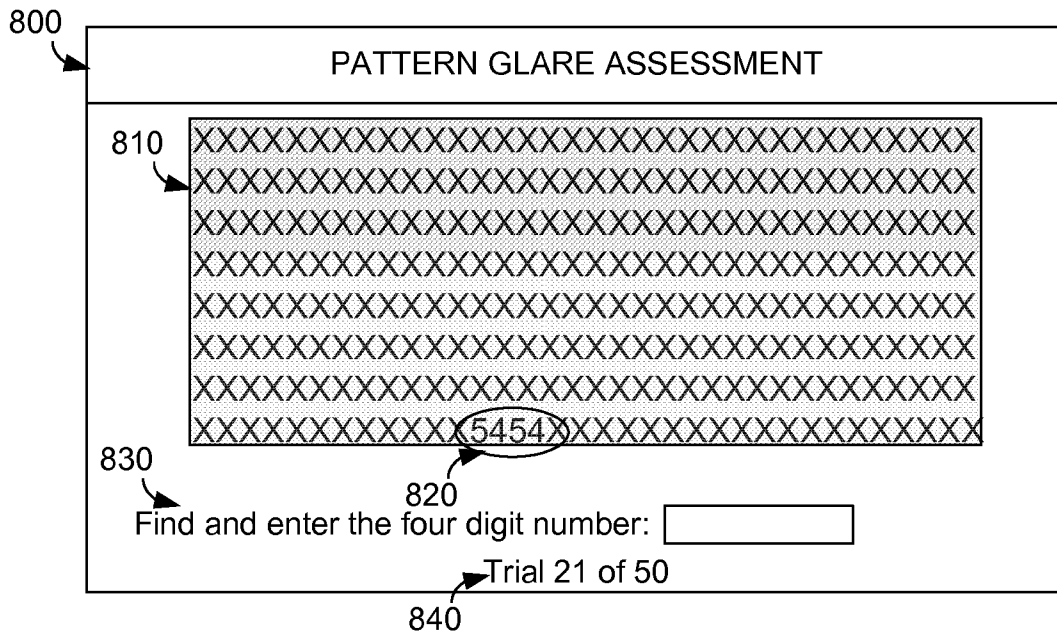 800
PATTERN GLARE ASSESSMENT
810
XXXXXXXXXXXXXXXXXXXXXXXXXXXXXXXXXX
XXXXXXXXXXXXXXXXXXXXXXXXXXXXXXXXXX
XXXXXXXXXXXXXXXXXXXXXXXXXXXXXXXXXX
XXXXXXXXXXXXXXXXXXXXXXXXXXXXXXXXXX
XXXXXXXXXXXXXXXXXXXXXXXXXXXXXXXXXX
XXXXXXXXXXXXXXXXXXXXXXXXXXXXXXXXXX
XXXXXXXXXXXXXXXXXXXXXXXXXXXXXXXXXX
XXXXXXXXXXXX5454XXXXXXXXXXXXXXXXXXX
830
820
Find and enter the four digit number:
Trial 21 of 50
840